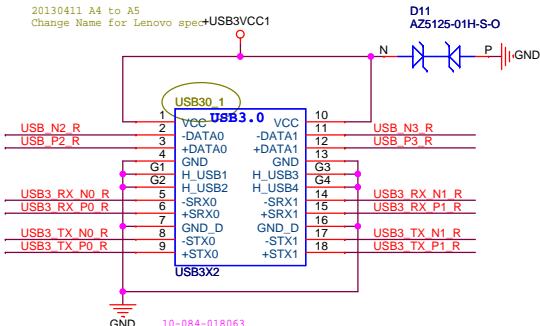 20130411 A4 to A5
Change Name for Lenovo spec
+USB3VCC1
D11
AZ5125-01H-S-O
N
P
GND
USB30_1
USB3.0
1
VCC
VCC
10
USB_N2_R
2
-DATA0
-DATA1
11
USB_N3_R
USB_P2_R
3
+DATA0
+DATA1
12
USB_P3_R
4
GND
GND
13
G1
H_USB1
H_USB3
G3
G2
H_USB2
H_USB4
G4
USB3_RX_N0_R
5
-SRX0
-SRX1
14
USB3_RX_N1_R
USB3_RX_P0_R
6
+SRX0
+SRX1
15
USB3_RX_P1_R
7
GND_D
GND_D
16
USB3_TX_N0_R
8
-STX0
-STX1
17
USB3_TX_N1_R
USB3_TX_P0_R
9
+STX0
+STX1
18
USB3_TX_P1_R
USB3X2
GND
10-084-018063